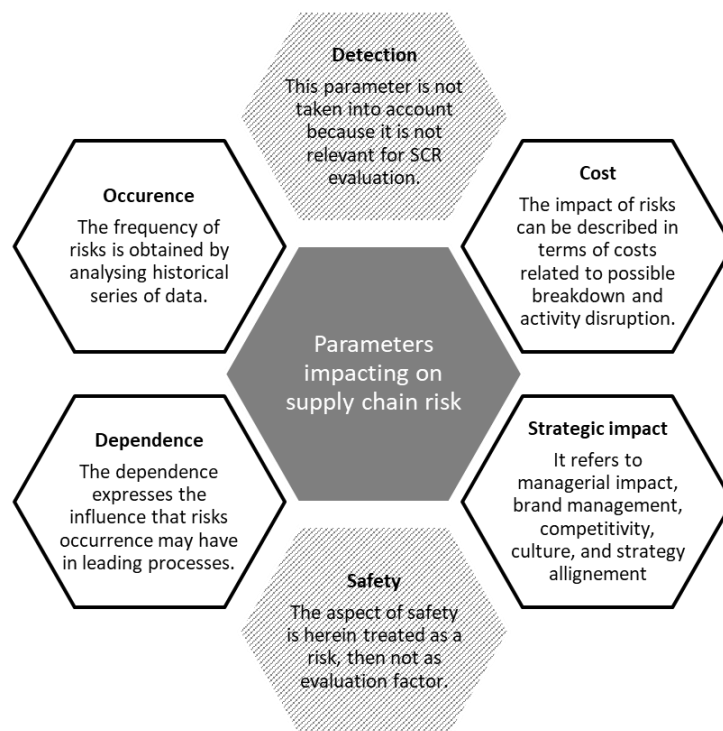 Detection
This parameter is not
taken into account
because it is not
relevant for SCR
evaluation.
Occurence
The frequency of
risks is obtained by
analysing historical
series of data.
Cost
The impact of risks
can be described in
terms of costs
related to possible
breakdown and
activity disruption.
Parameters
impacting on
supply chain risk
Dependence
The dependence
expresses the
influence that risks
occurrence may have
in leading processes.
Strategic impact
It refers to
managerial impact,
brand management,
competitivity,
culture, and strategy
allignement
Safety
The aspect of safety
is herein treated as a
risk, then not as
evaluation factor.